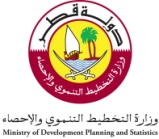 دولة قطر
وزارة التخطيط التنموي والإحصاء
Ministry of Development Planning and Statistics